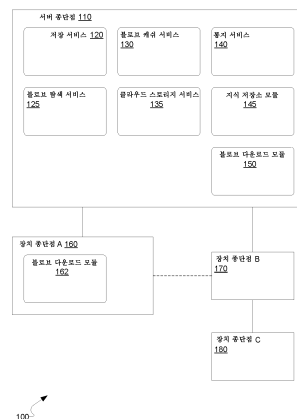 서버 종단점 110
저장 서비스 120
블로브 캐쉬 서비스
130
통지 서비스
140
블로브 탐색 서비스
125
클라우드 스토리지 서비스
135
지식 저장소 모듈
145
블로브 다운로드 모듈
150
장치 종단점 A 160
블로브 다운로드 모듈
162
장치 종단점 B
170
장치 종단점 C
180
100